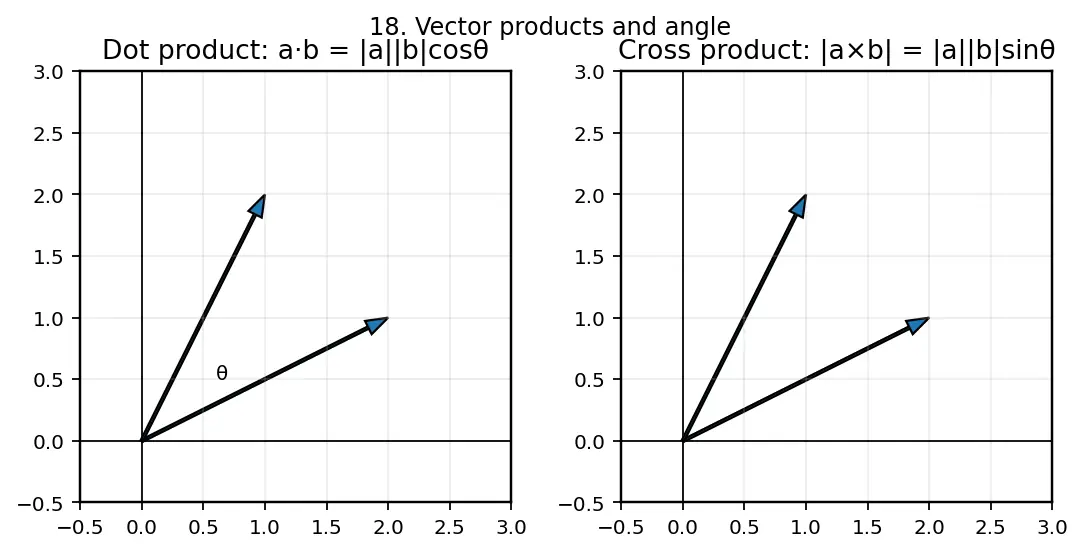 18. Vector products and angle
Dot product: a·b = |a||b|cosθ
3.0
2.5
2.0
1.5
1.0
0.5
0.0
−0.5
θ
−0.5 0.0 0.5 1.0 1.5 2.0 2.5 3.0
Cross product: |a×b| = |a||b|sinθ
3.0
2.5
2.0
1.5
1.0
0.5
0.0
−0.5
−0.5 0.0 0.5 1.0 1.5 2.0 2.5 3.0